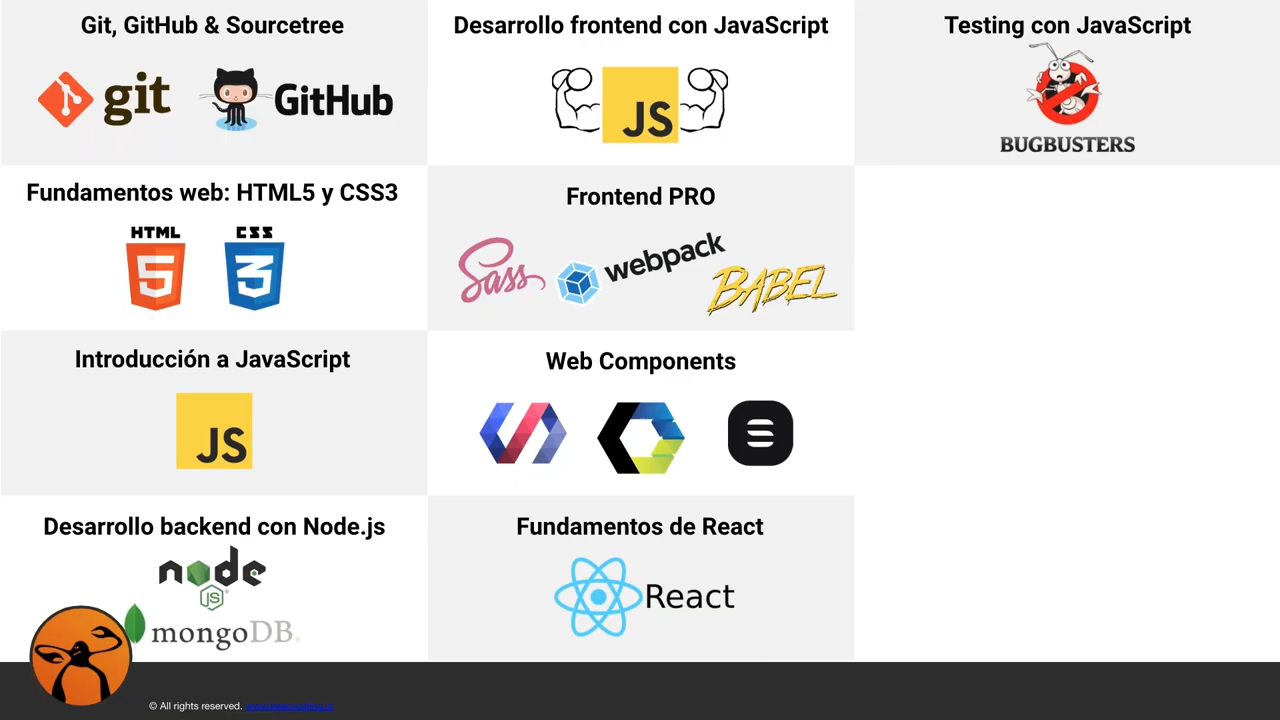 Git, GitHub & Sourcetree
git
GitHub
Fundamentos web: HTML5 y CSS3
HTML
5
CSS
3
Introducción a JavaScript
JS
Desarrollo backend con Node.js
node
JS
mongoDB.
Desarrollo frontend con JavaScript
JS
Frontend PRO
Sass
webpack
BABEL
Web Components
Fundamentos de React
React
Testing con JavaScript
BUGBUSTERS
© All rights reserved.